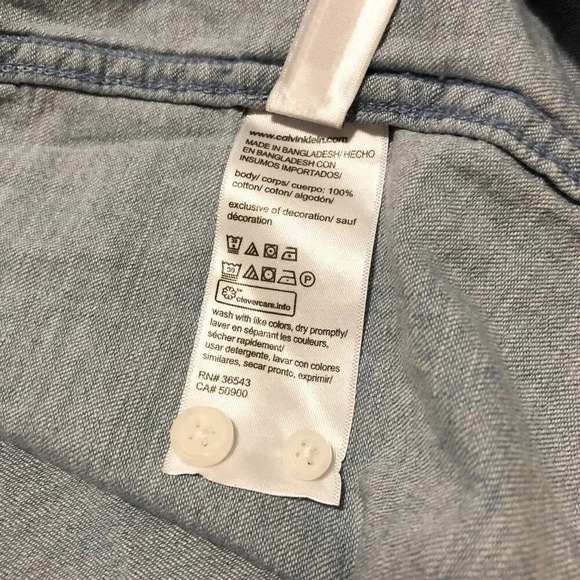 www.calvinklein.com
MADE IN BANGLADESH/ HECHO
EN BANGLADESH CON
INSUMOS IMPORTADOS/
body/ corps/ cuerpo: 100%
cotton/ coton/ algodón/
exclusive of decoration/ sauf
décoration
30 P
clevercare.info
wash with like colors, dry promptly/
laver en séparant les couleurs,
sécher rapidement/
usar detergente, lavar con colores
similares, secar pronto, exprimir/
RN# 36543
CA# 50900